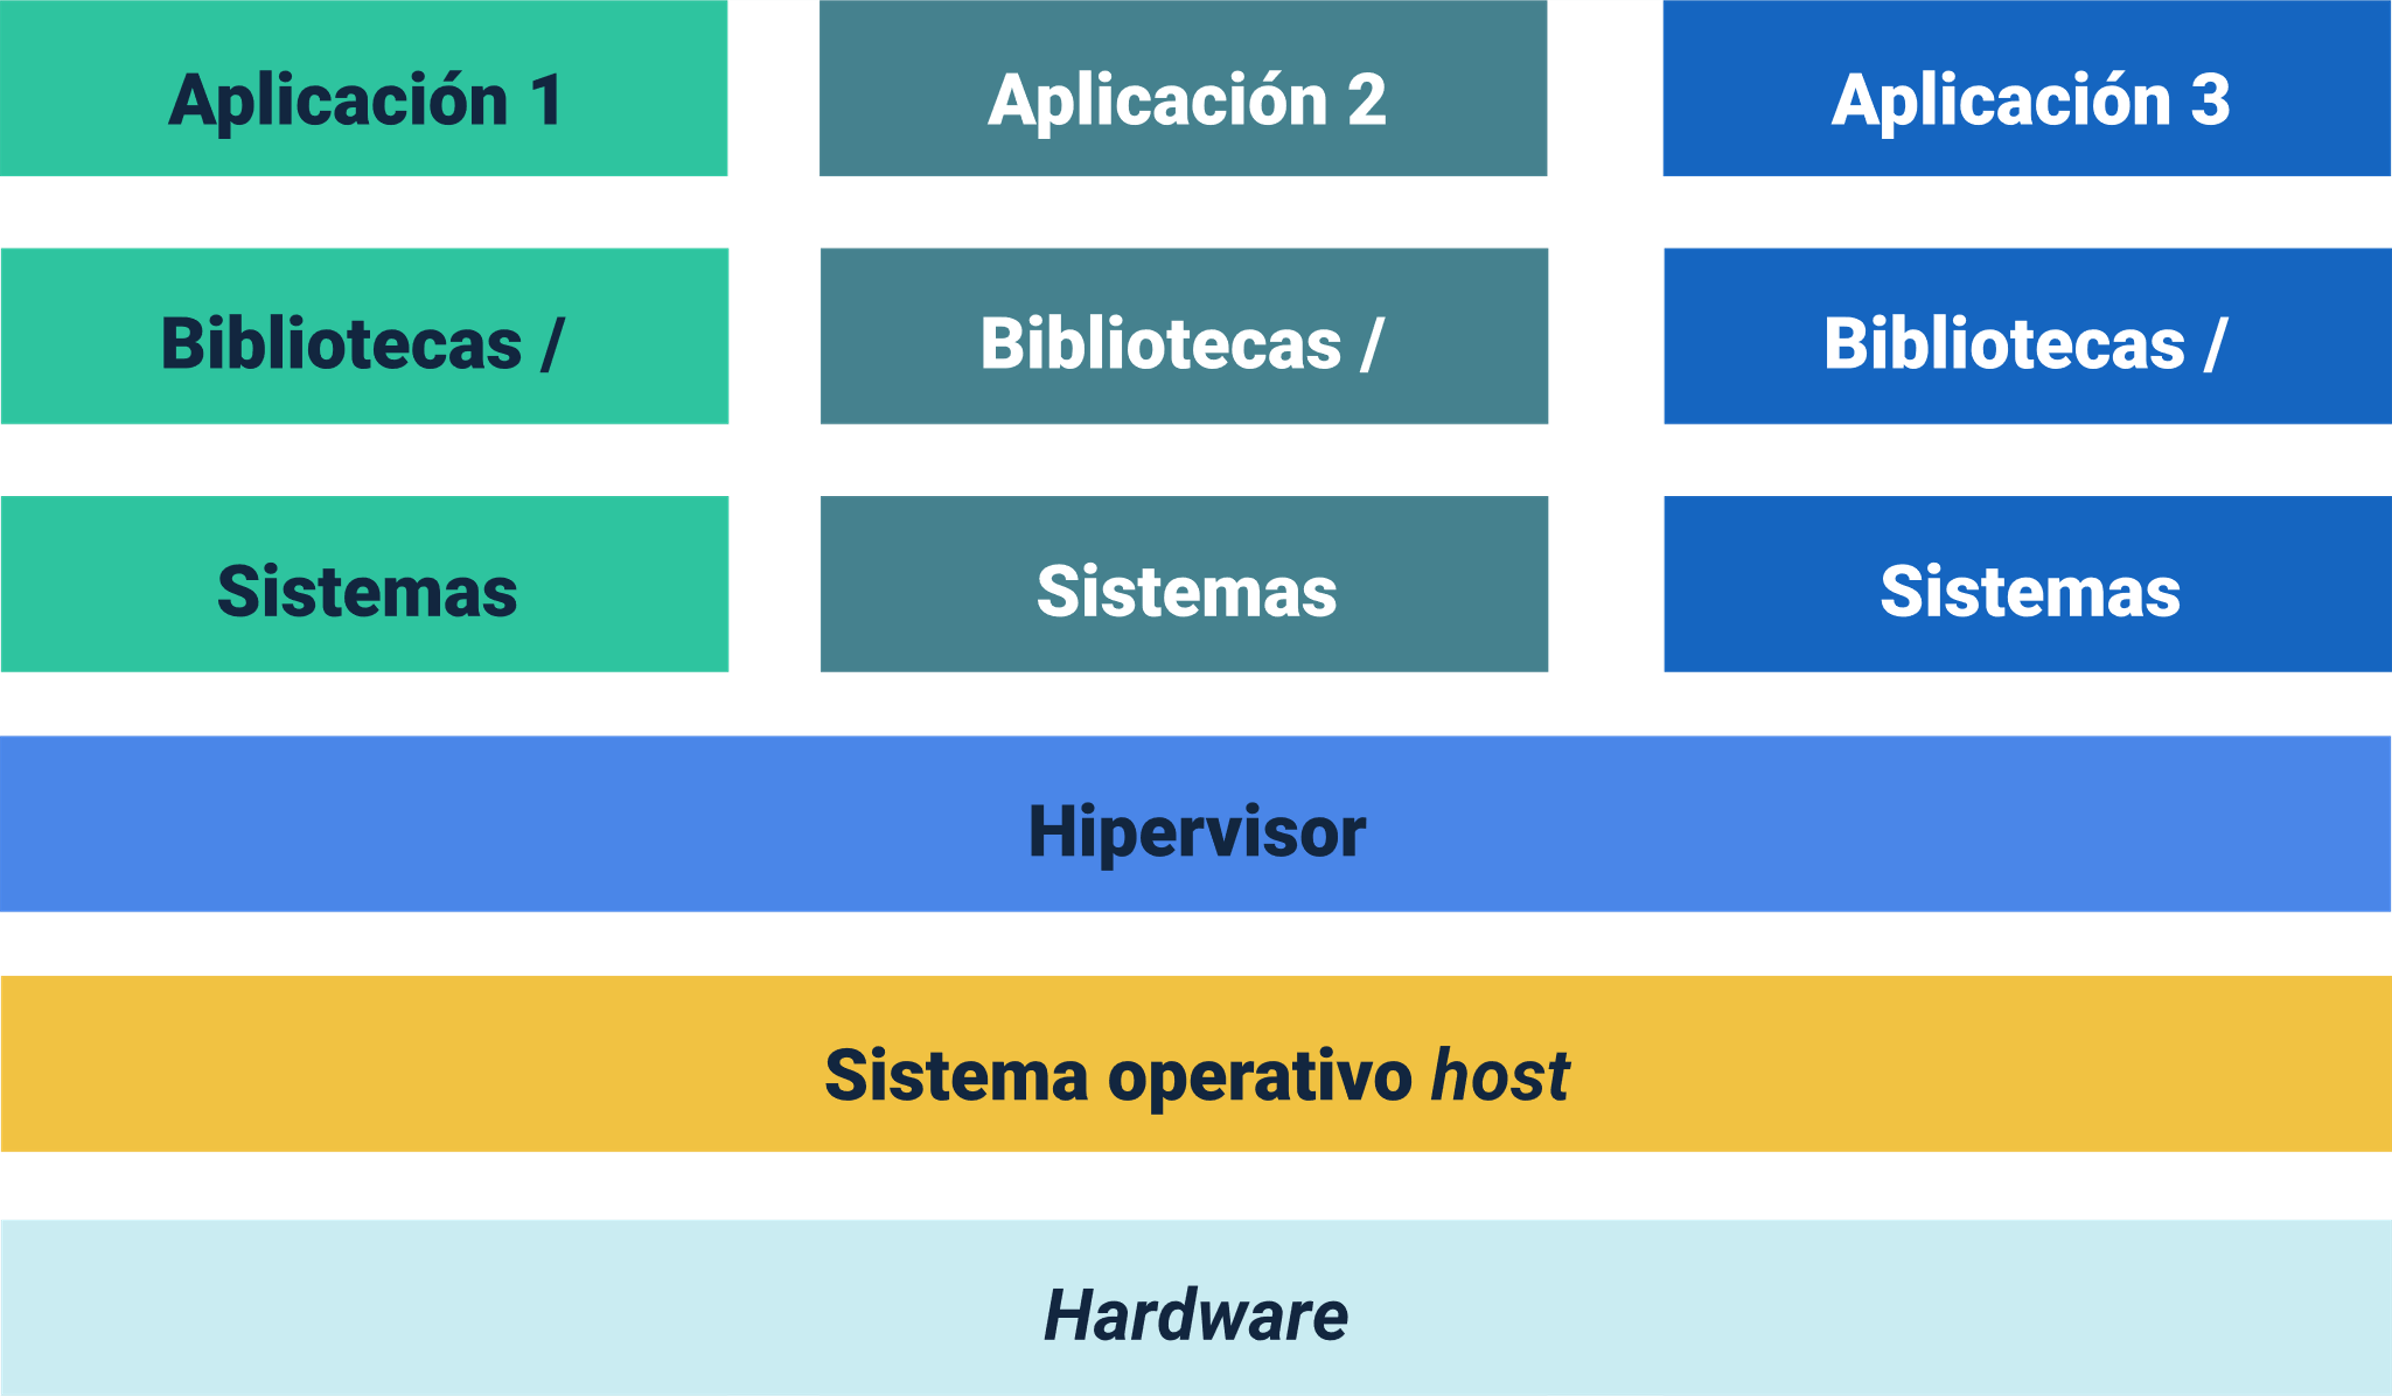 Aplicación 1
Aplicación 2
Aplicación 3
Bibliotecas /
Bibliotecas /
Bibliotecas /
Sistemas
Sistemas
Sistemas
Hipervisor
Sistema operativo host
Hardware